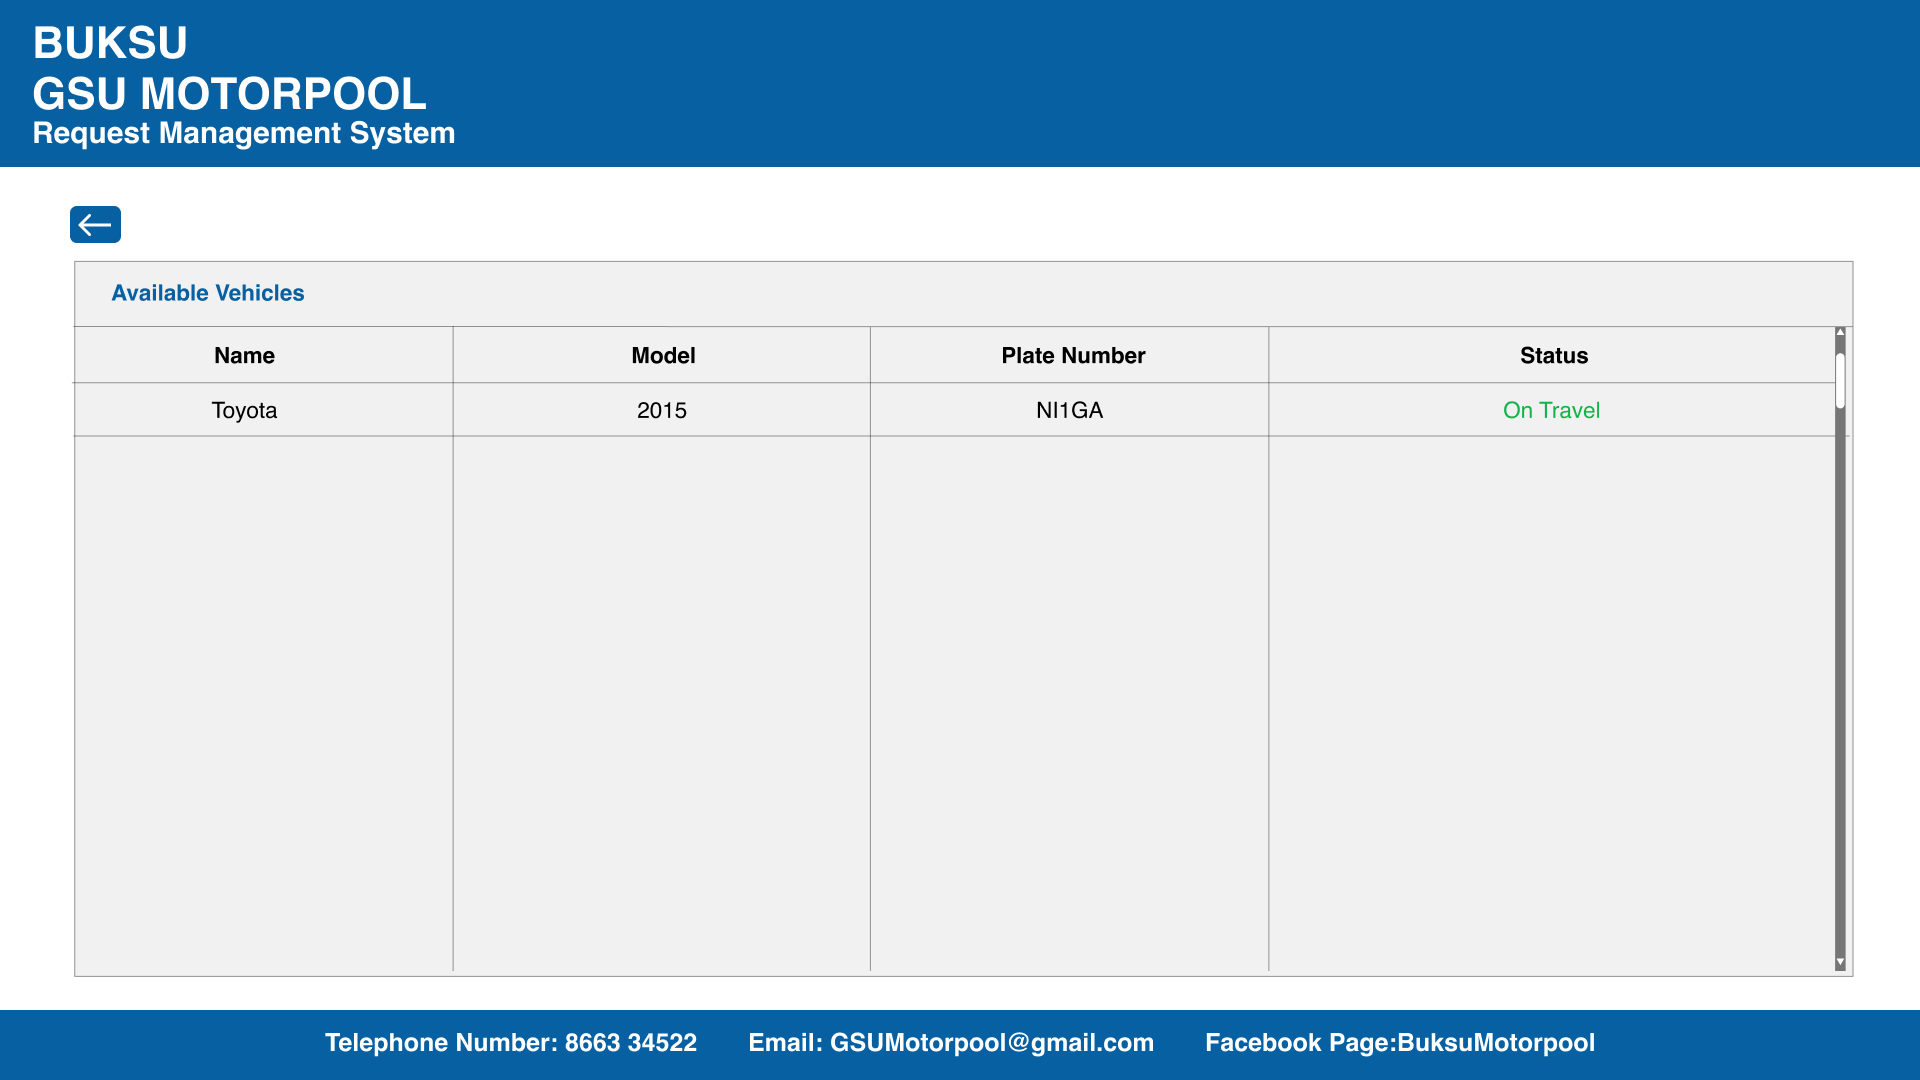 BUKSU
GSU MOTORPOOL
Request Management System
Available Vehicles
Name Model Plate Number Status
Toyota 2015 NI1GA On Travel
Telephone Number: 8663 34522 Email: GSUMotorpool@gmail.com Facebook Page:BuksuMotorpool